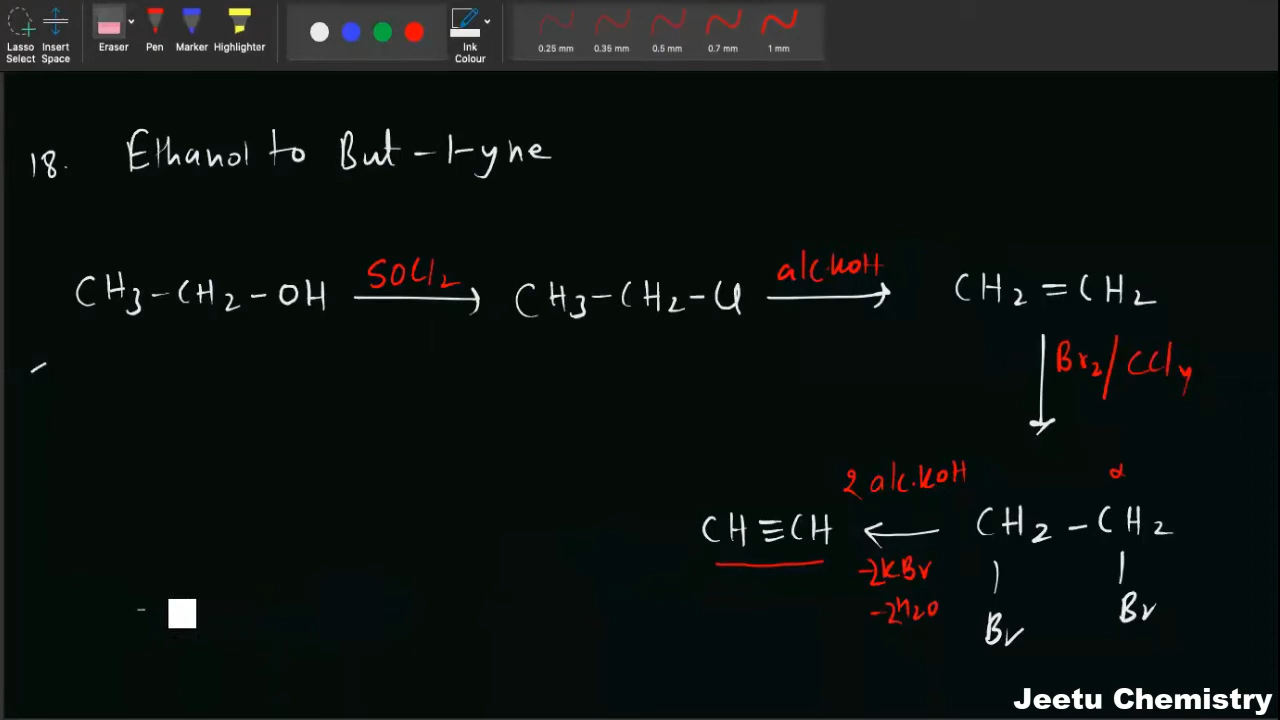 Lasso Select
Insert Space
Eraser
Pen
Marker
Highlighter
Ink Colour
0.25 mm
0.35 mm
0.5 mm
0.7 mm
1 mm
18. Ethanol to But-1-yne
CH3-CH2-OH SOCl2 CH3-CH2-Cl alc.KOH CH2=CH2
Br2/CCl4
2 alc.KOH α
CH≡CH CH2-CH2
-2KBr
-2H2O
Br Br
Jeetu Chemistry